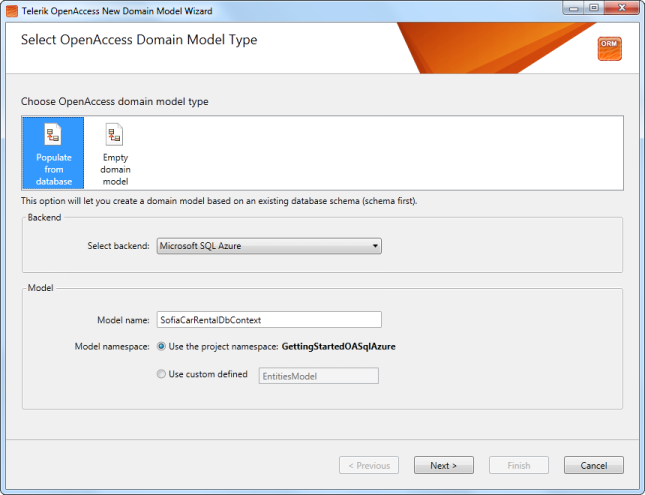 Telerik OpenAccess New Domain Model Wizard
Select OpenAccess Domain Model Type
ORM
Choose OpenAccess domain model type
Populate
from
database
Empty
domain
model
This option will let you create a domain model based on an existing database schema (schema first).
Backend
Select backend: Microsoft SQL Azure
Model
Model name: SofiaCarRentalDbContext
Model namespace: Use the project namespace: GettingStartedOASqlAzure
Use custom defined EntitiesModel
< Previous Next > Finish Cancel